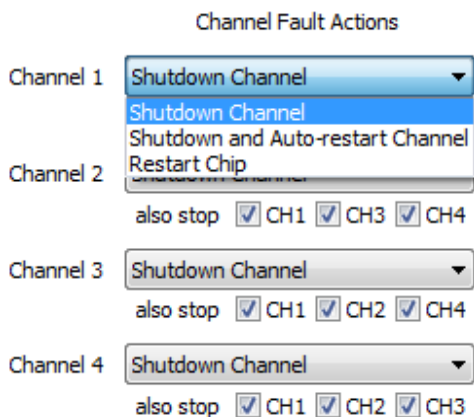 Channel Fault Actions
Channel 1 Shutdown Channel
Shutdown Channel
Shutdown and Auto-restart Channel
Restart Chip
Channel 2
also stop CH1 CH3 CH4
Channel 3 Shutdown Channel
also stop CH1 CH2 CH4
Channel 4 Shutdown Channel
also stop CH1 CH2 CH3